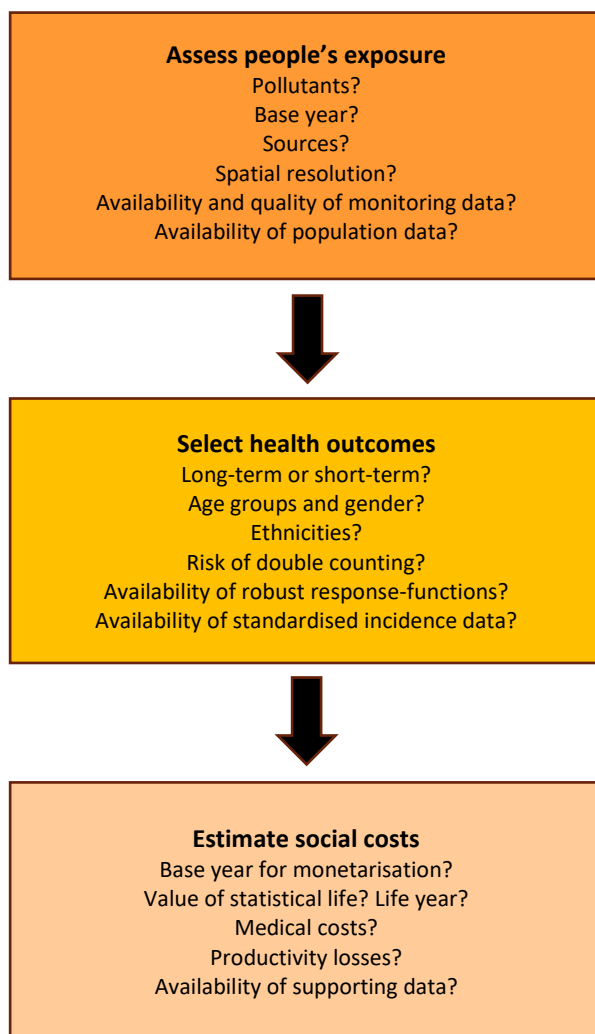 Assess people’s exposure
Pollutants?
Base year?
Sources?
Spatial resolution?
Availability and quality of monitoring data?
Availability of population data?
Select health outcomes
Long-term or short-term?
Age groups and gender?
Ethnicities?
Risk of double counting?
Availability of robust response-functions?
Availability of standardised incidence data?
Estimate social costs
Base year for monetarisation?
Value of statistical life? Life year?
Medical costs?
Productivity losses?
Availability of supporting data?